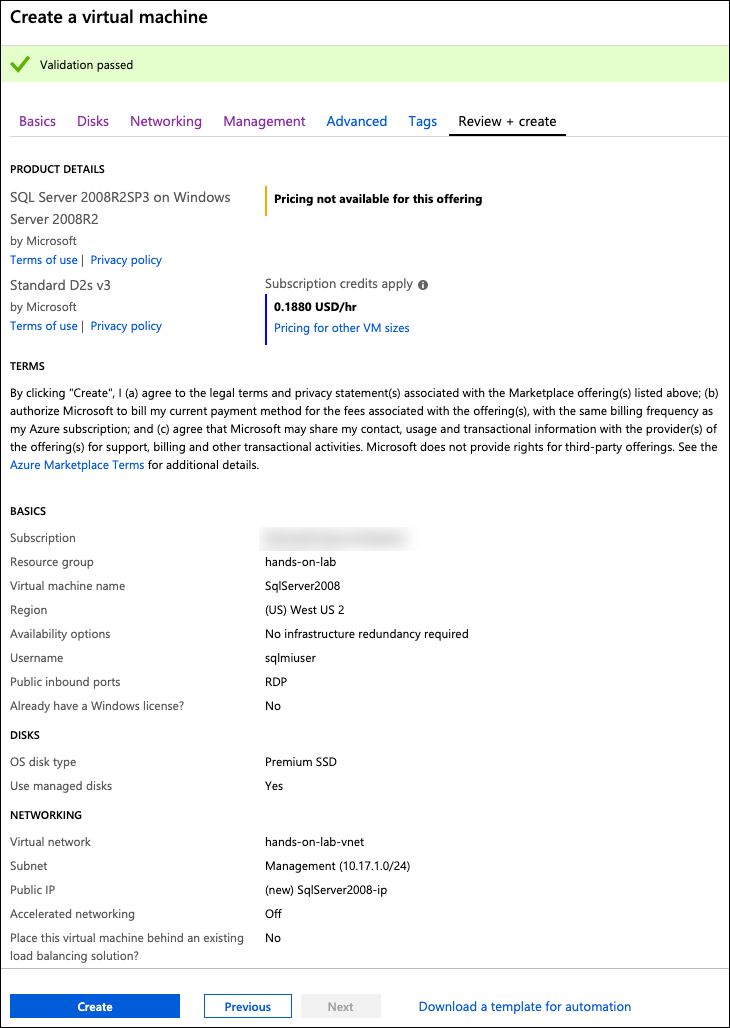 Create a virtual machine
Validation passed
Basics Disks Networking Management Advanced Tags Review + create
PRODUCT DETAILS
SQL Server 2008R2SP3 on Windows
Server 2008R2
by Microsoft
Terms of use | Privacy policy
Pricing not available for this offering
Standard D2s v3
by Microsoft
Terms of use | Privacy policy
Subscription credits apply
0.1880 USD/hr
Pricing for other VM sizes
TERMS
By clicking "Create", I (a) agree to the legal terms and privacy statement(s) associated with the Marketplace offering(s) listed above; (b)
authorize Microsoft to bill my current payment method for the fees associated with the offering(s), with the same billing frequency as
my Azure subscription; and (c) agree that Microsoft may share my contact, usage and transactional information with the provider(s) of
the offering(s) for support, billing and other transactional activities. Microsoft does not provide rights for third-party offerings. See the
Azure Marketplace Terms for additional details.
BASICS
Subscription
Resource group hands-on-lab
Virtual machine name SqlServer2008
Region (US) West US 2
Availability options No infrastructure redundancy required
Username sqlmiuser
Public inbound ports RDP
Already have a Windows license? No
DISKS
OS disk type Premium SSD
Use managed disks Yes
NETWORKING
Virtual network hands-on-lab-vnet
Subnet Management (10.17.1.0/24)
Public IP (new) SqlServer2008-ip
Accelerated networking Off
Place this virtual machine behind an existing No
load balancing solution?
Create Previous Next Download a template for automation